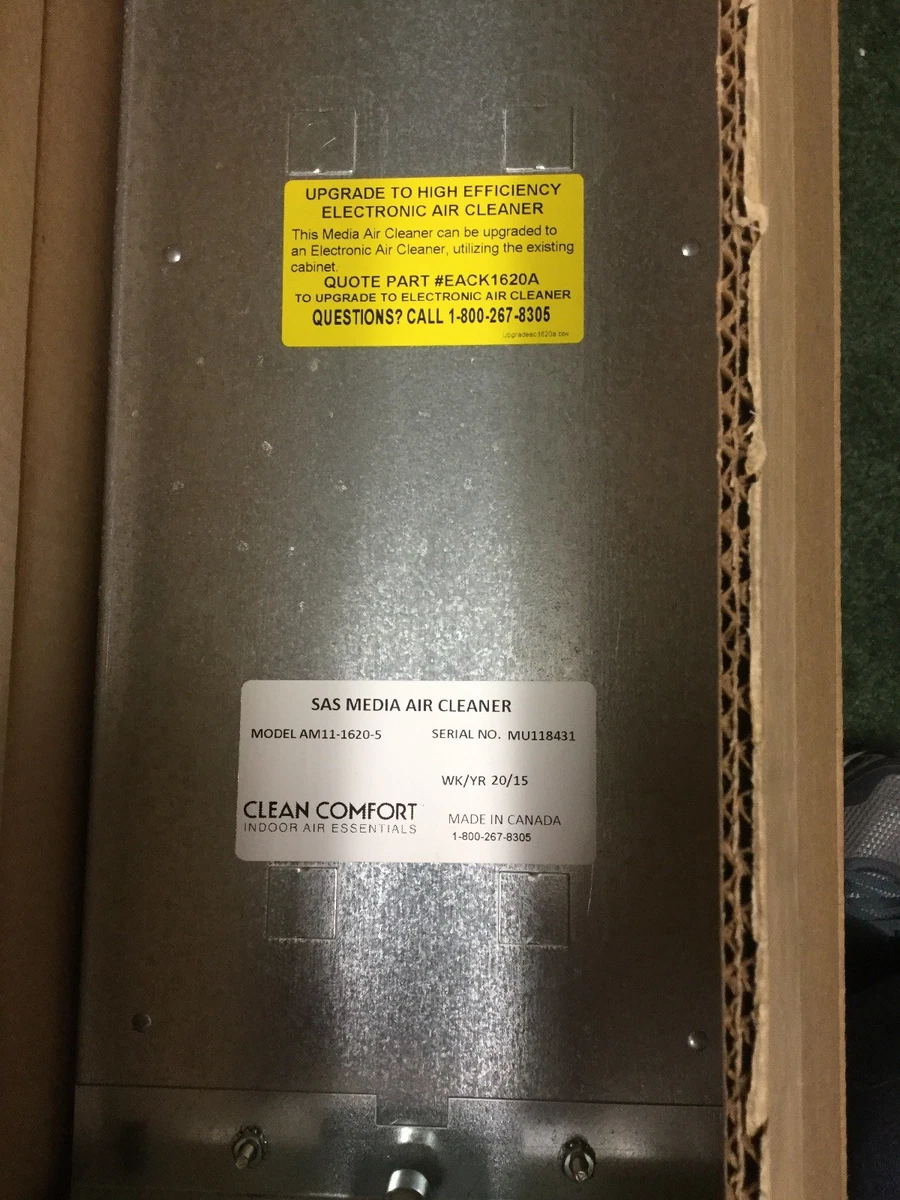 UPGRADE TO HIGH EFFICIENCY
ELECTRONIC AIR CLEANER
This Media Air Cleaner can be upgraded to
an Electronic Air Cleaner, utilizing the existing
cabinet.
QUOTE PART #EACK1620A
TO UPGRADE TO ELECTRONIC AIR CLEANER
QUESTIONS? CALL 1-800-267-8305
SAS MEDIA AIR CLEANER
MODEL AM11-1620-5 SERIAL NO. MU118431
WK/YR 20/15
CLEAN COMFORT
INDOOR AIR ESSENTIALS
MADE IN CANADA
1-800-267-8305